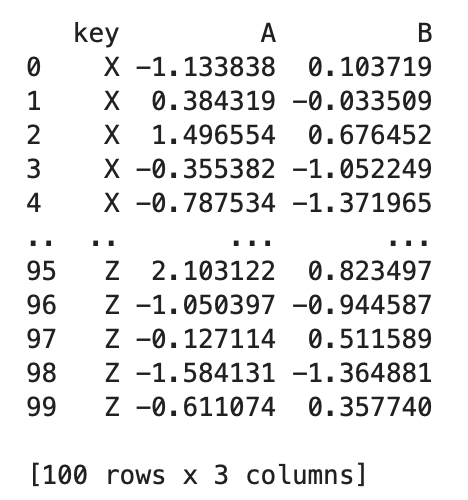 key         A         B
0    X -1.133838  0.103719
1    X  0.384319 -0.033509
2    X  1.496554  0.676452
3    X -0.355382 -1.052249
4    X -0.787534 -1.371965
..  ..       ...       ...
95   Z  2.103122  0.823497
96   Z -1.050397 -0.944587
97   Z -0.127114  0.511589
98   Z -1.584131 -1.364881
99   Z -0.611074  0.357740

[100 rows x 3 columns]